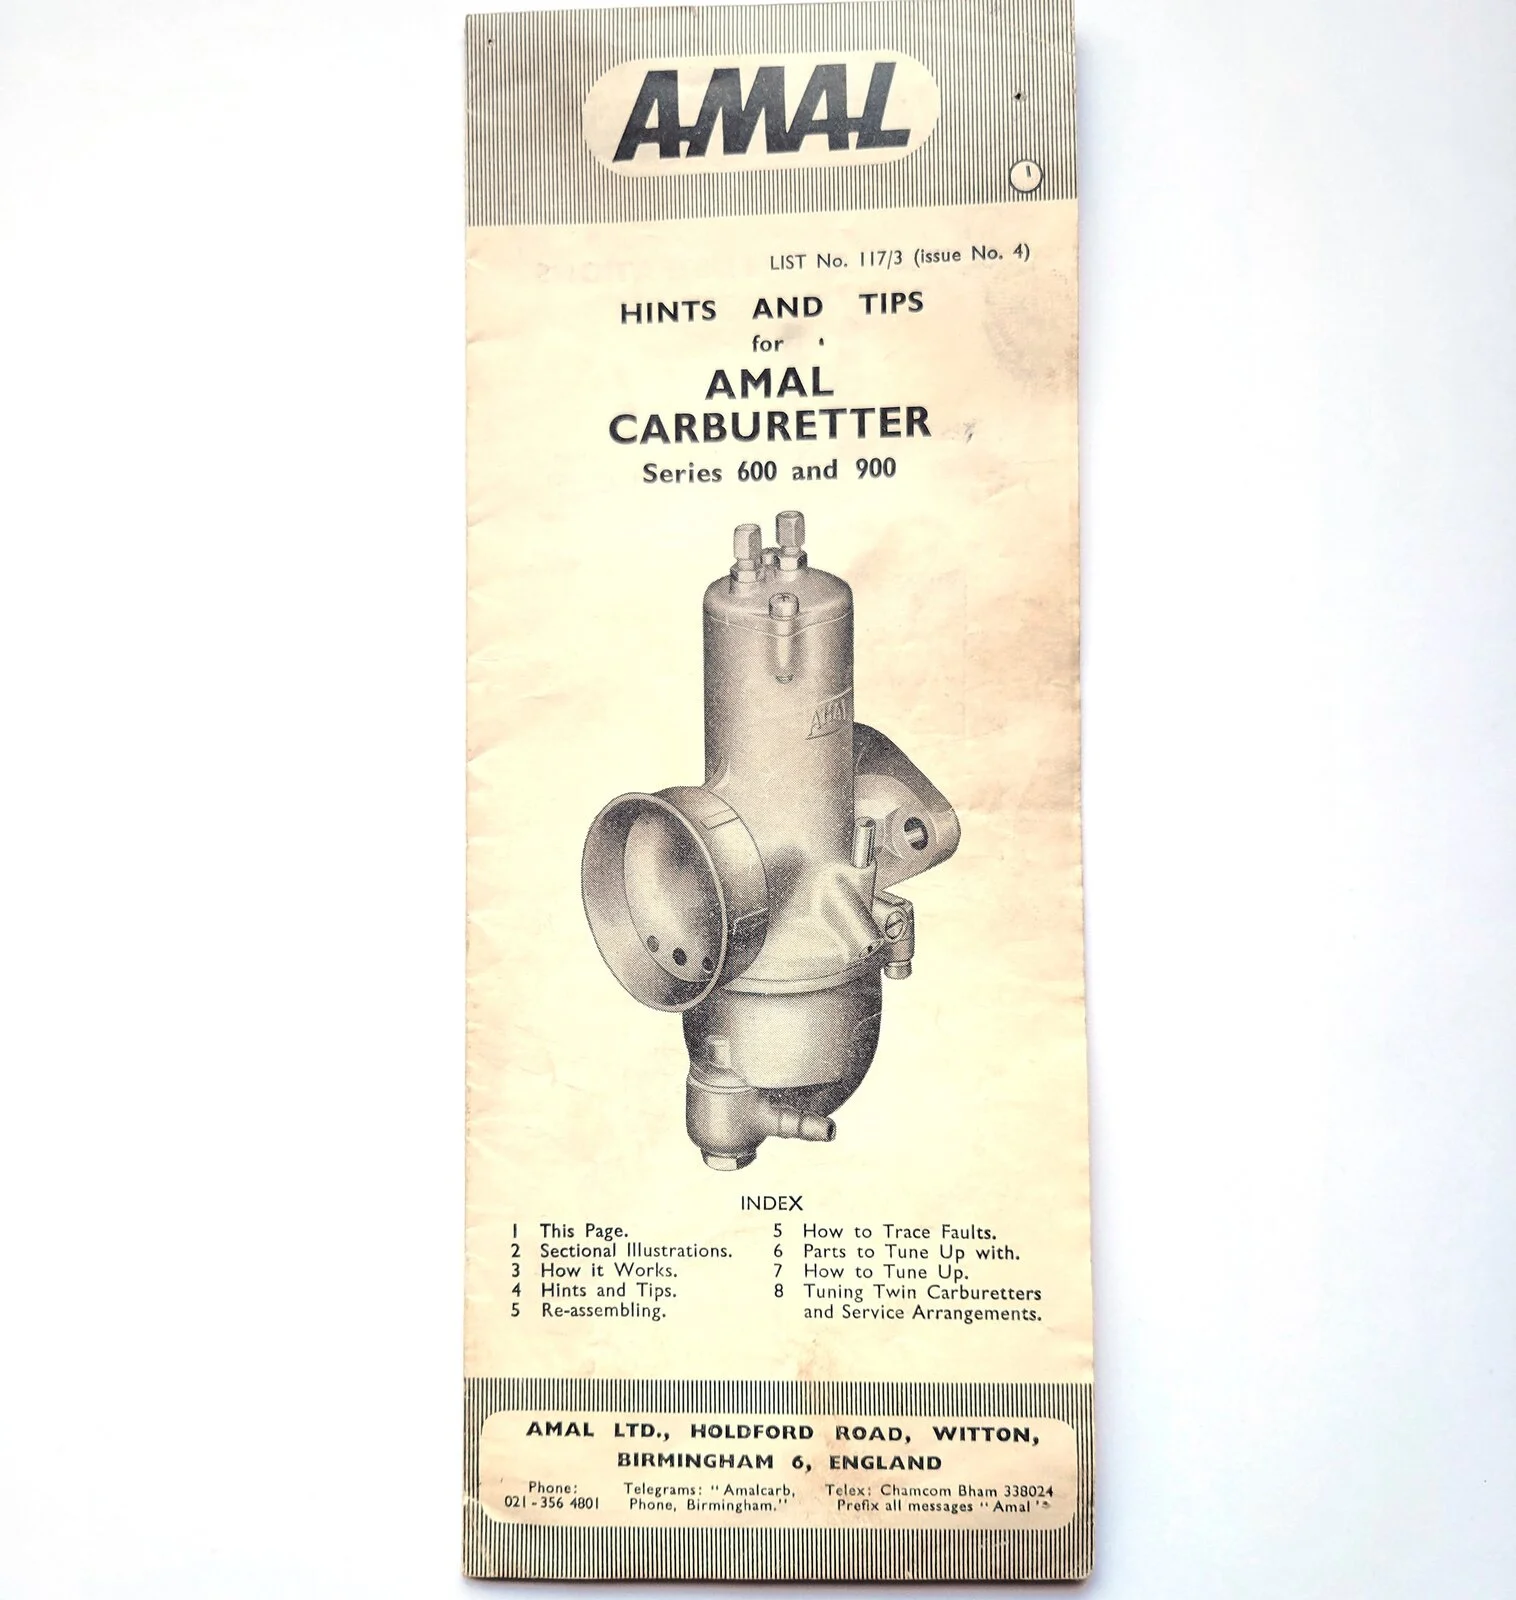 AMAL
1
LIST No. 117/3 (issue No. 4)
HINTS AND TIPS
for
AMAL
CARBURETTER
Series 600 and 900
AMAL
INDEX
1 This Page.
2 Sectional Illustrations.
3 How it Works.
4 Hints and Tips.
5 Re-assembling.
5 How to Trace Faults.
6 Parts to Tune Up with.
7 How to Tune Up.
8 Tuning Twin Carburetters
and Service Arrangements.
AMAL LTD., HOLDFORD ROAD, WITTON,
BIRMINGHAM 6, ENGLAND
Phone:
021-356 4801
Telegrams: "Amalcarb,
Phone, Birmingham."
Telex: Chamcom Bham 338024
Prefix all messages "Amal"